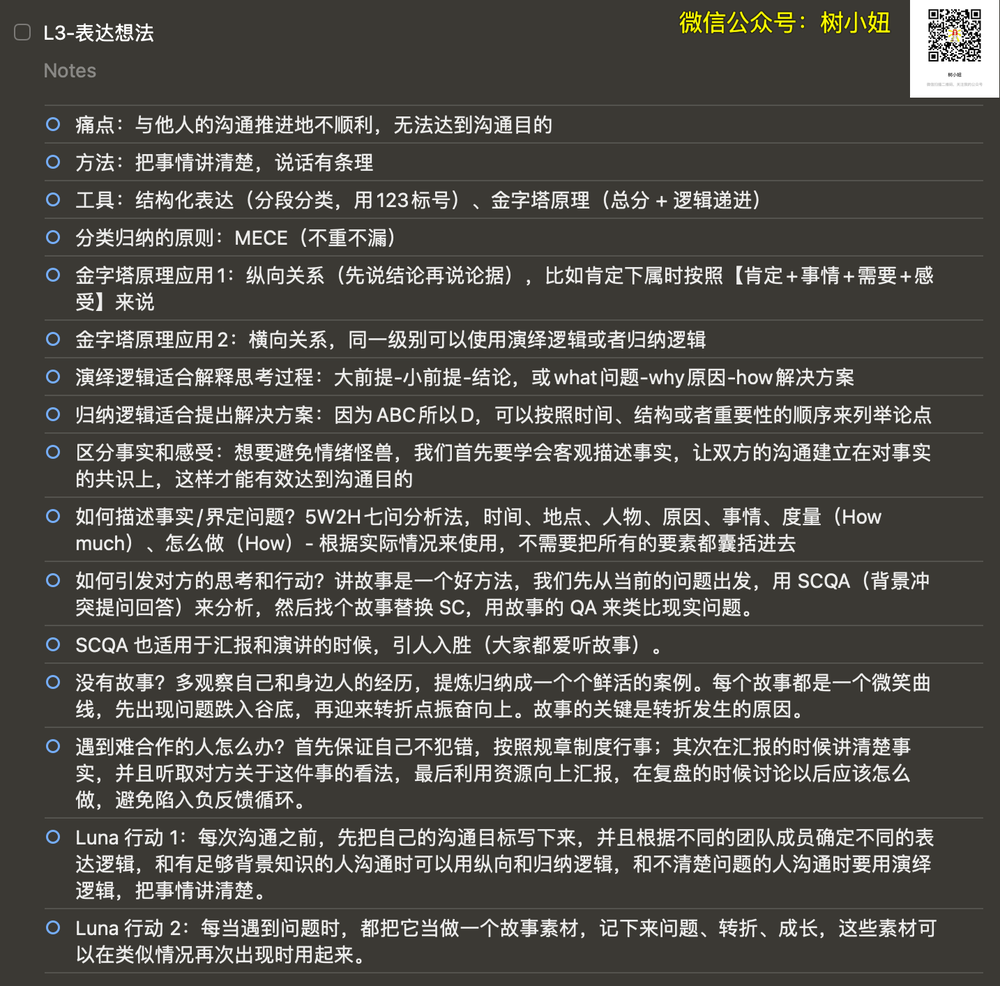 微信公众号：树小妞
树小妞
L3-表达想法
Notes
痛点：与他人的沟通推进地不顺利，无法达到沟通目的
方法：把事情讲清楚，说话有条理
工具：结构化表达（分段分类，用123标号）、金字塔原理（总分 + 逻辑递进）
分类归纳的原则：MECE（不重不漏）
金字塔原理应用1：纵向关系（先说结论再说论据），比如肯定下属时按照【肯定+事情+需要+感
受】来说
金字塔原理应用2：横向关系，同一级别可以使用演绎逻辑或者归纳逻辑
演绎逻辑适合解释思考过程：大前提-小前提-结论，或what问题-why原因-how解决方案
归纳逻辑适合提出解决方案：因为ABC所以D，可以按照时间、结构或者重要性的顺序来列举论点
区分事实和感受：想要避免情绪怪兽，我们首先要学会客观描述事实，让双方的沟通建立在对事实
的共识上，这样才能有效达到沟通目的
如何描述事实/界定问题？5W2H七问分析法，时间、地点、人物、原因、事情、度量（How
much）、怎么做（How）- 根据实际情况来使用，不需要把所有的要素都囊括进去
如何引发对方的思考和行动？讲故事是一个好方法，我们先从当前的问题出发，用 SCQA（背景冲
突提问回答）来分析，然后找个故事替换 SC，用故事的 QA 来类比现实问题。
SCQA 也适用于汇报和演讲的时候，引人入胜（大家都爱听故事）。
没有故事？多观察自己和身边人的经历，提炼归纳成一个个鲜活的案例。每个故事都是一个微笑曲
线，先出现问题跌入谷底，再迎来转折点振奋向上。故事的关键是转折发生的原因。
遇到难合作的人怎么办？首先保证自己不犯错，按照规章制度行事；其次在汇报的时候讲清楚事
实，并且听取对方关于这件事的看法，最后利用资源向上汇报，在复盘的时候讨论以后应该怎么
做，避免陷入负反馈循环。
Luna 行动 1：每次沟通之前，先把自己的沟通目标写下来，并且根据不同的团队成员确定不同的表
达逻辑，和有足够背景知识的人沟通时可以用纵向和归纳逻辑，和不清楚问题的人沟通时要用演绎
逻辑，把事情讲清楚。
Luna 行动 2：每当遇到问题时，都把它当做一个故事素材，记下来问题、转折、成长，这些素材可
以在类似情况再次出现时用起来。